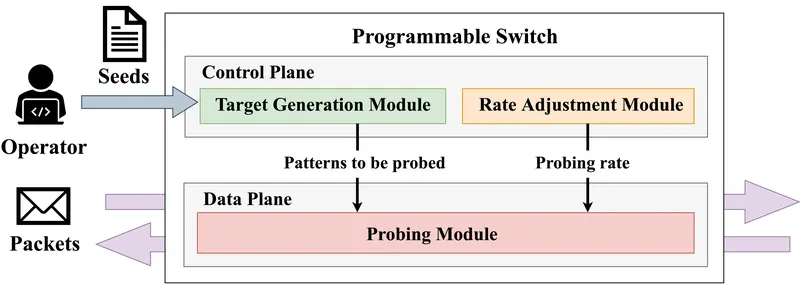 Programmable Switch
Seeds
Control Plane
Target Generation Module
Rate Adjustment Module
Operator
Patterns to be probed
Probing rate
Data Plane
Packets
Probing Module